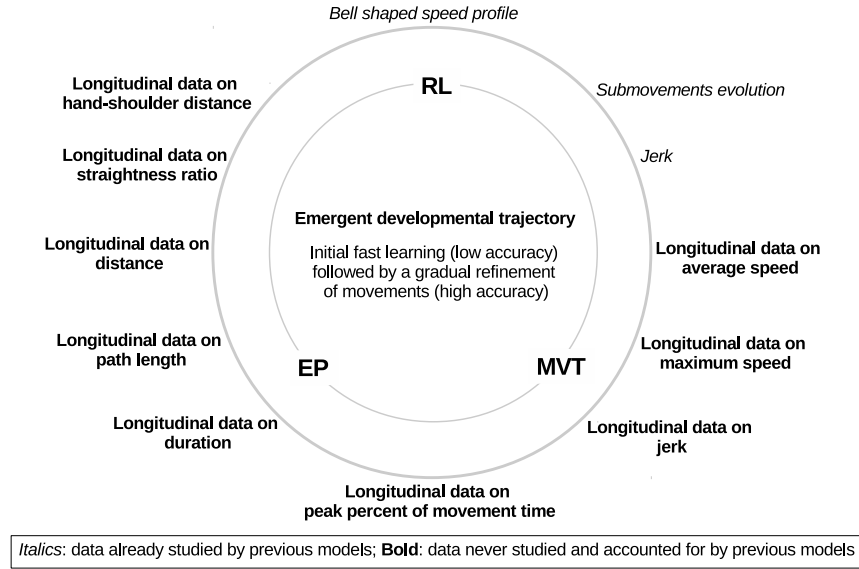 Bell shaped speed profile
RL
Longitudinal data on
hand-shoulder distance
Submovements evolution
Longitudinal data on
straightness ratio
Jerk
Emergent developmental trajectory
Initial fast learning (low accuracy)
followed by a gradual refinement
of movements (high accuracy)
Longitudinal data on
distance
Longitudinal data on
average speed
Longitudinal data on
path length
EP
MVT
Longitudinal data on
maximum speed
Longitudinal data on
duration
Longitudinal data on
jerk
Longitudinal data on
peak percent of movement time
Italics: data already studied by previous models; Bold: data never studied and accounted for by previous models